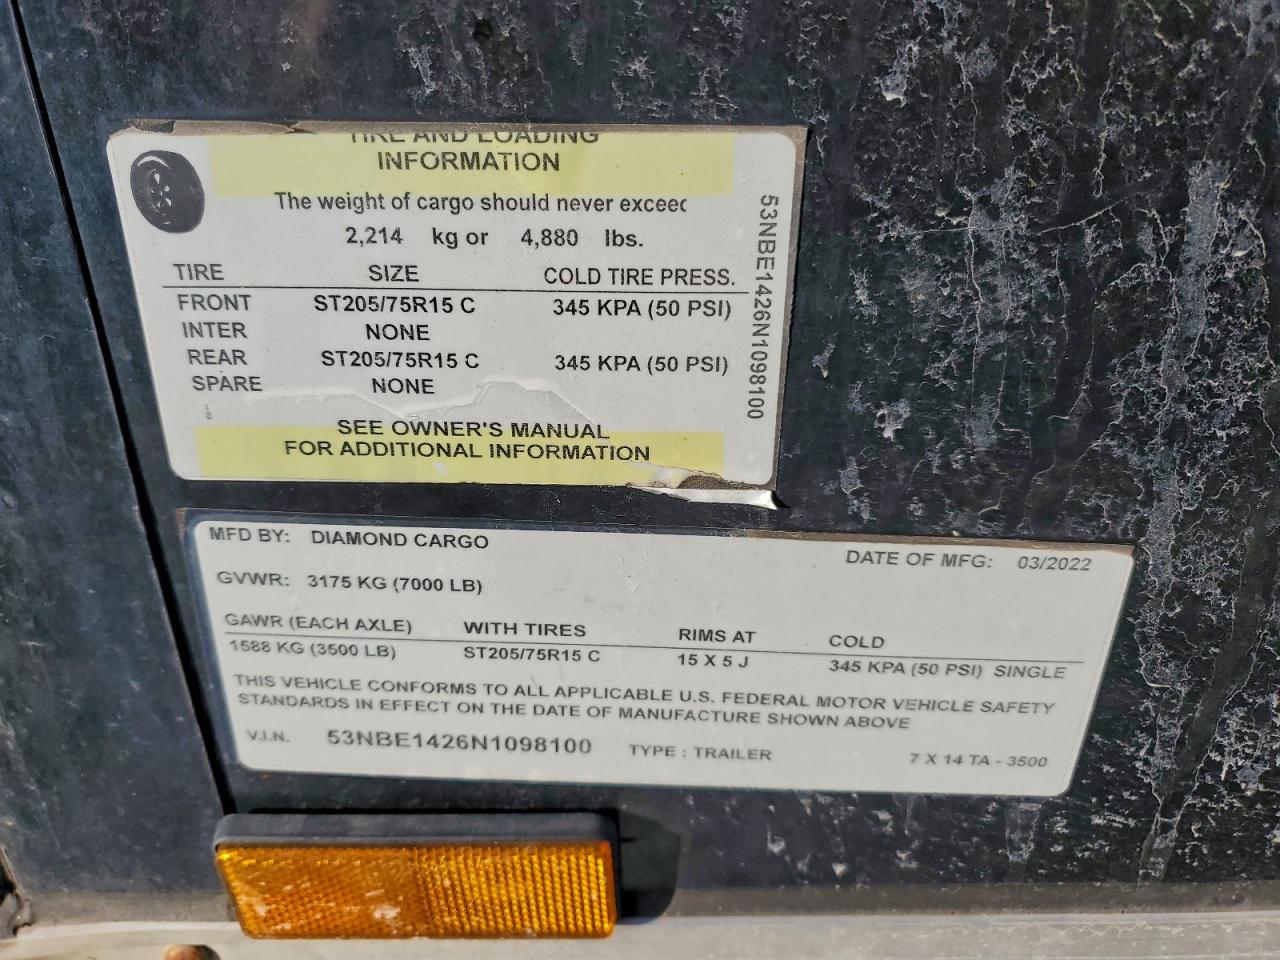 TIRE AND LOADING
INFORMATION
The weight of cargo should never exceed
2,214 kg or 4,880 lbs.
TIRE SIZE COLD TIRE PRESS.
FRONT ST205/75R15 C 345 KPA (50 PSI)
INTER NONE
REAR ST205/75R15 C 345 KPA (50 PSI)
SPARE NONE
SEE OWNER'S MANUAL
FOR ADDITIONAL INFORMATION
53NBE1426N1098100
MFD BY: DIAMOND CARGO DATE OF MFG: 03/2022
GVWR: 3175 KG (7000 LB)
GAWR (EACH AXLE) WITH TIRES RIMS AT COLD
1588 KG (3500 LB) ST205/75R15 C 15 X 5 J 345 KPA (50 PSI) SINGLE
THIS VEHICLE CONFORMS TO ALL APPLICABLE U.S. FEDERAL MOTOR VEHICLE SAFETY
STANDARDS IN EFFECT ON THE DATE OF MANUFACTURE SHOWN ABOVE
V.I.N. 53NBE1426N1098100 TYPE : TRAILER 7 X 14 TA - 3500